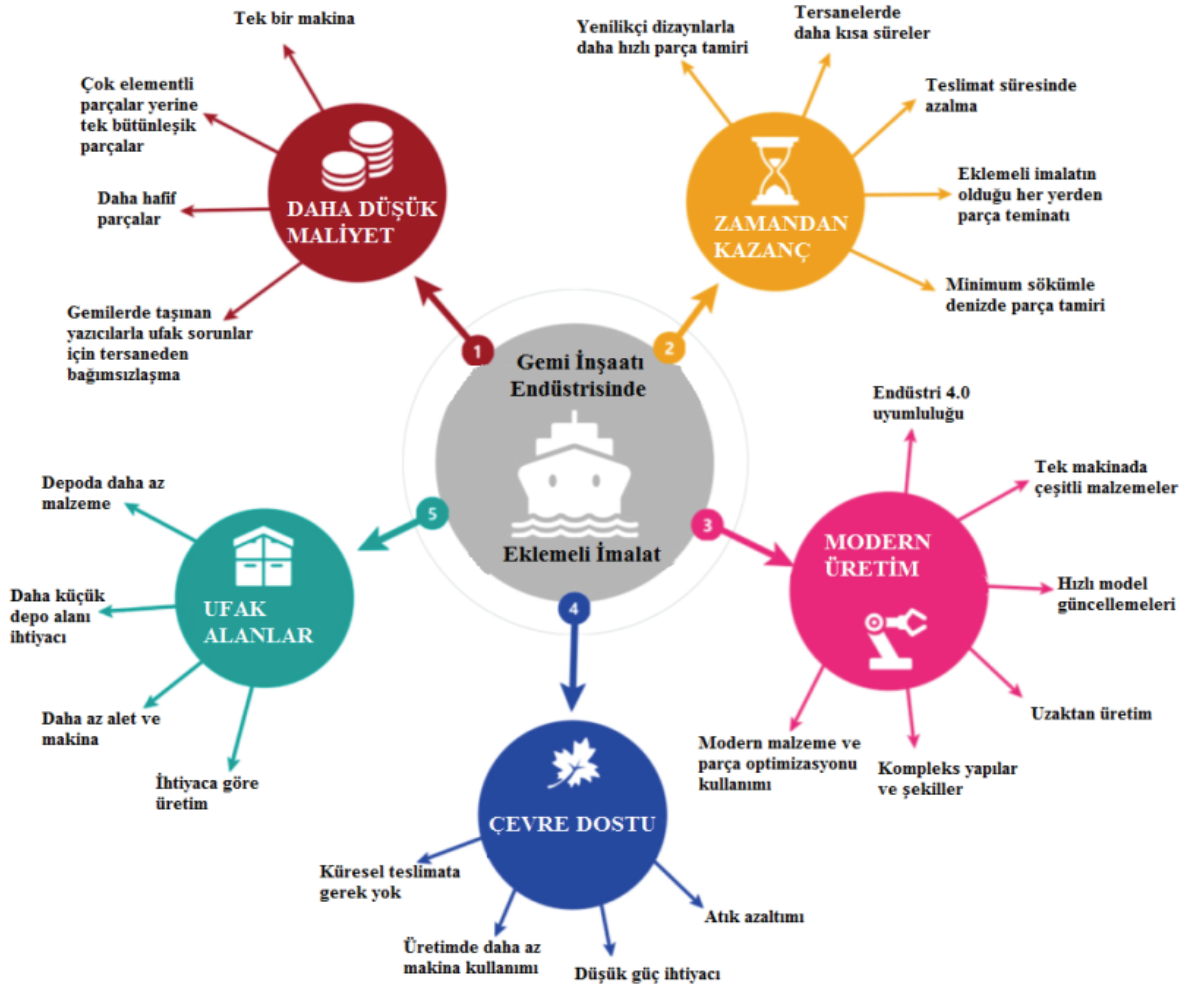 Gemi İnşaatı
Endüstrisinde
Eklemeli İmalat
1
DAHA DÜŞÜK
MALİYET
Tek bir makina
Çok elementli
parçalar yerine
tek bütünleşik
parçalar
Daha hafif
parçalar
Gemilerde taşınan
yazıcılarla ufak sorunlar
için tersaneden
bağımsızlaşma
2
ZAMANDAN
KAZANÇ
Yenilikçi dizaynlarla
daha hızlı parça tamiri
Tersanelerde
daha kısa süreler
Teslimat süresinde
azalma
Eklemeli imalatın
olduğu her yerden
parça teminatı
Minimum sökümle
denizde parça tamiri
3
MODERN
ÜRETİM
Endüstri 4.0
uyumluluğu
Tek makinada
çeşitli malzemeler
Hızlı model
güncellemeleri
Uzaktan üretim
Kompleks yapılar
ve şekiller
Modern malzeme ve
parça optimizasyonu
kullanımı
4
ÇEVRE DOSTU
Küresel teslimata
gerek yok
Üretimde daha az
makina kullanımı
Düşük güç ihtiyacı
Atık azaltımı
5
UFAK
ALANLAR
Depoda daha az
malzeme
Daha küçük
depo alanı
ihtiyacı
Daha az alet ve
makina
İhtiyaca göre
üretim